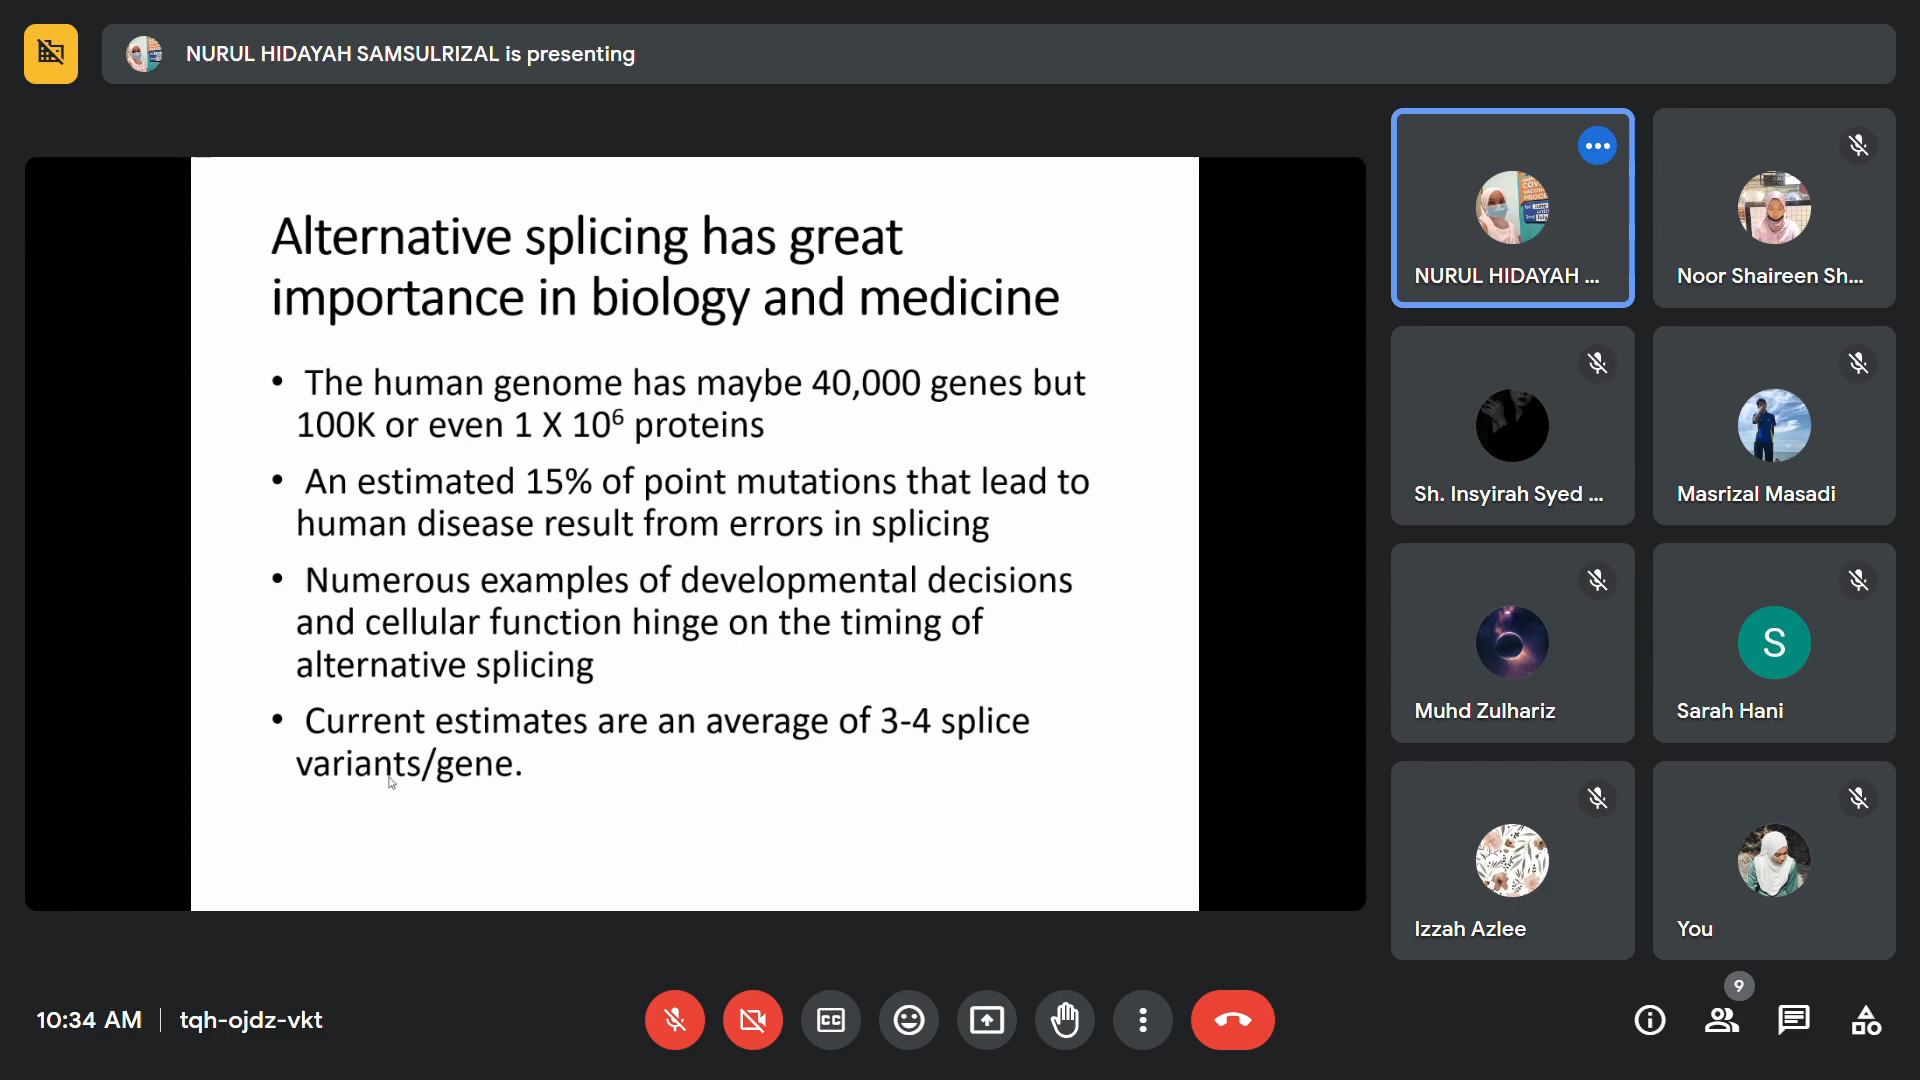 NURUL HIDAYAH SAMSULRIZAL is presenting
Alternative splicing has great
importance in biology and medicine
• The human genome has maybe 40,000 genes but
100K or even 1 X 10⁶ proteins
• An estimated 15% of point mutations that lead to
human disease result from errors in splicing
• Numerous examples of developmental decisions
and cellular function hinge on the timing of
alternative splicing
• Current estimates are an average of 3-4 splice
variants/gene.
NURUL HIDAYAH ...
Noor Shaireen Sh...
Sh. Insyirah Syed ...
Masrizal Masadi
Muhd Zulhariz
S
Sarah Hani
Izzah Azlee
You
10:34 AM | tqh-ojdz-vkt
CC
9